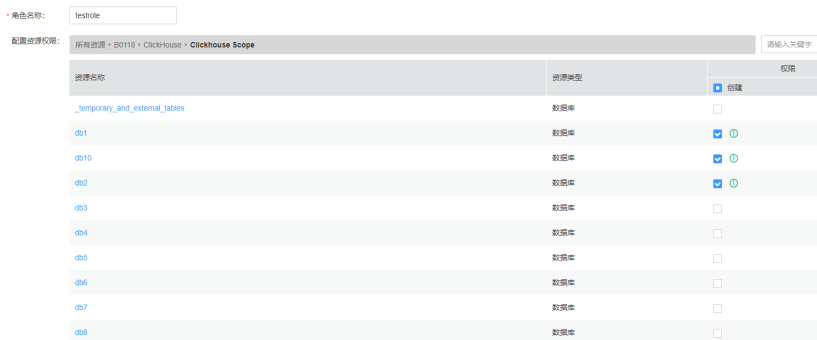 * 角色名称： testrole
配置资源权限： 所有资源 › B0118 › ClickHouse › Clickhouse Scope 请输入关键字
资源名称 资源类型 权限
创建
_temporary_and_external_tables 数据库
db1 数据库
db10 数据库
db2 数据库
db3 数据库
db4 数据库
db5 数据库
db6 数据库
db7 数据库
db8 数据库